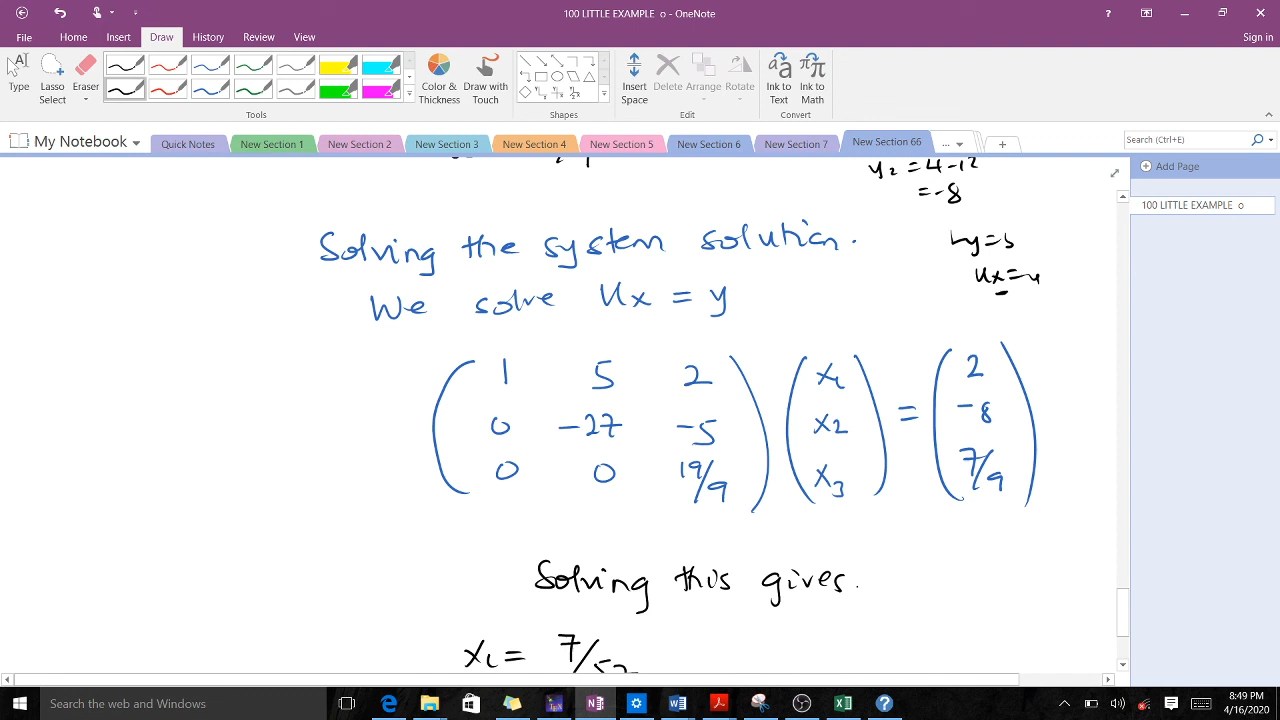 100 LITTLE EXAMPLE o - OneNote
Sign in
File Home Insert Draw History Review View
Type Lasso Select Eraser Color & Thickness Draw with Touch Insert Space Delete Arrange Rotate Ink to Text Ink to Math
Tools Shapes Edit Convert
My Notebook Quick Notes New Section 1 New Section 2 New Section 3 New Section 4 New Section 5 New Section 6 New Section 7 New Section 66 ... Search (Ctrl+E)
Add Page
100 LITTLE EXAMPLE o
y2 = 4-12
= -8
Solving the system solution.
Ly=b
Ux=y
We solve Ux = y
1 5 2 x1 2
0 -27 -5 x2 = -8
0 0 19/9 x3 7/9
Solving this gives.
x1 = 7/
Search the web and Windows
8:49 PM
4/16/2020